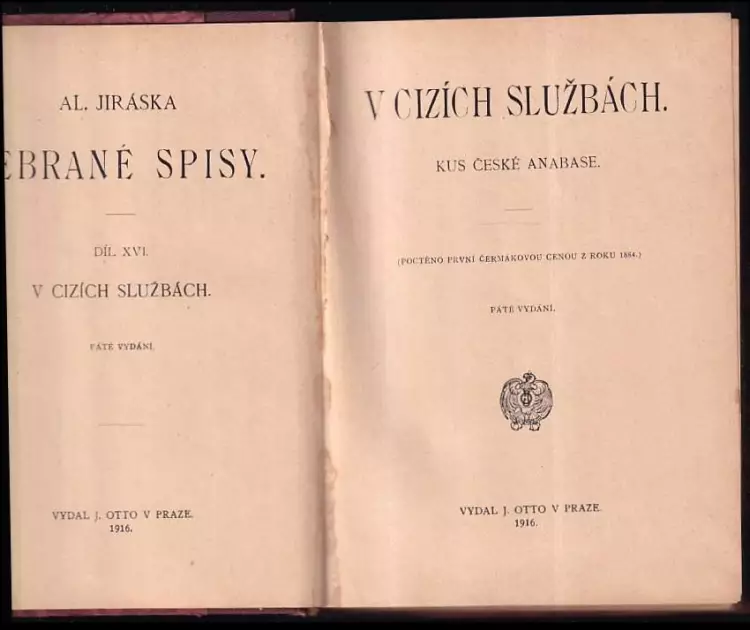 AL. JIRÁSKA
EBRANÉ SPISY.
DÍL XVI.
V CIZÍCH SLUŽBÁCH.
PÁTÉ VYDÁNÍ.
VYDAL J. OTTO V PRAZE.
1916.
V CIZÍCH SLUŽBÁCH.
KUS ČESKÉ ANABASE.
(POCTĚNO PRVNÍ ČERMÁKOVOU CENOU Z ROKU 1884.)
PÁTÉ VYDÁNÍ.
VYDAL J. OTTO V PRAZE.
1916.